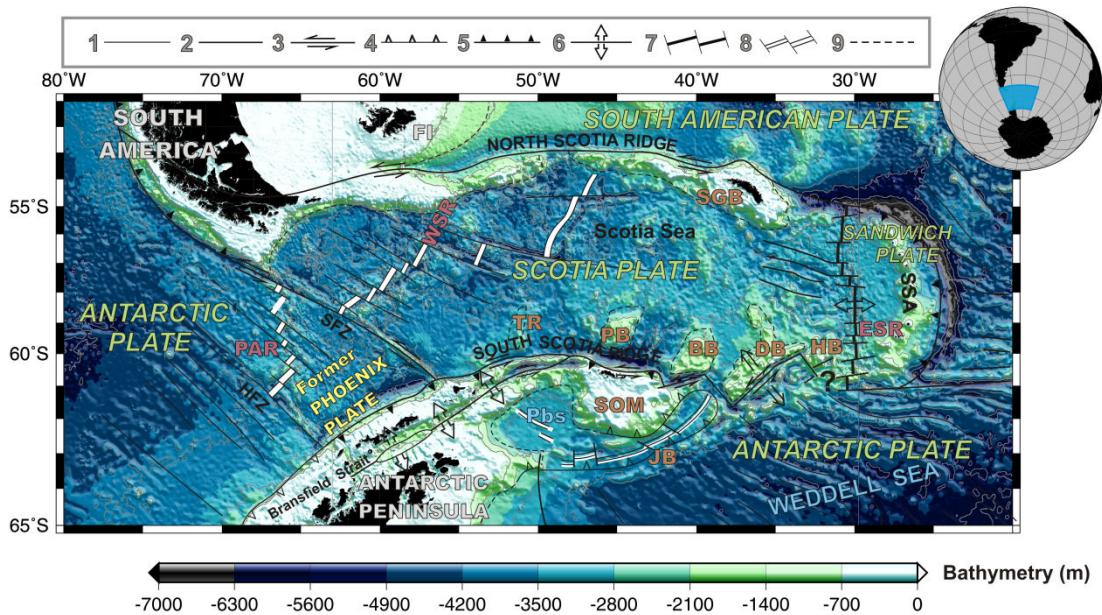 1 2 3 4 5 6 7 8 9
80°W 70°W 60°W 50°W 40°W 30°W
SOUTH
AMERICA
FI
SOUTH AMERICAN PLATE
NORTH SCOTIA RIDGE
55°S
SGB
WSR
Scotia Sea
SANDWICH
PLATE
SCOTIA PLATE
SSA
ANTARCTIC
PLATE
SFZ
TR
PB
ESR
60°S
PAR
SOUTH SCOTIA RIDGE
BB
DB
HB
Former
PHOENIX
PLATE
HFZ
?
Pbs
SOM
ANTARCTIC PLATE
JB
Bransfield Strait
WEDDELL SEA
ANTARCTIC
PENINSULA
65°S
Bathymetry (m)
-7000 -6300 -5600 -4900 -4200 -3500 -2800 -2100 -1400 -700 0